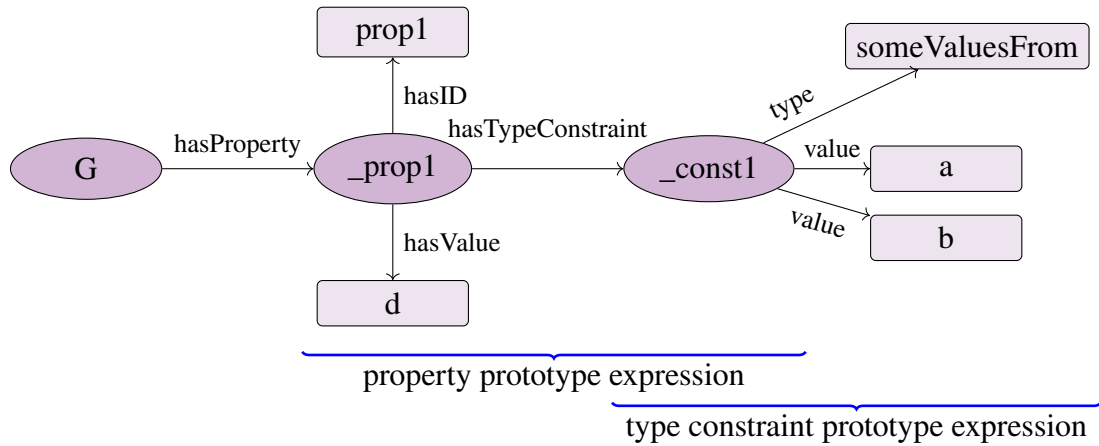 prop1
someValuesFrom
hasID
type
hasProperty
hasTypeConstraint
value
G
_prop1
_const1
a
value
b
hasValue
d
property prototype expression
type constraint prototype expression